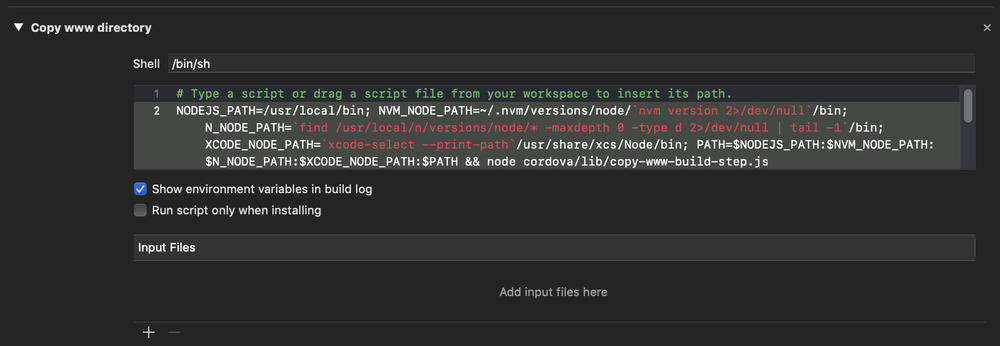 Copy www directory
Shell /bin/sh
1 # Type a script or drag a script file from your workspace to insert its path.
2 NODEJS_PATH=/usr/local/bin; NVM_NODE_PATH=~/.nvm/versions/node/`nvm version 2>/dev/null`/bin;
N_NODE_PATH=`find /usr/local/n/versions/node/* -maxdepth 0 -type d 2>/dev/null | tail -1`/bin;
XCODE_NODE_PATH=`xcode-select --print-path`/usr/share/xcs/Node/bin; PATH=$NODEJS_PATH:$NVM_NODE_PATH:
$N_NODE_PATH:$XCODE_NODE_PATH:$PATH && node cordova/lib/copy-www-build-step.js
Show environment variables in build log
Run script only when installing
Input Files
Add input files here